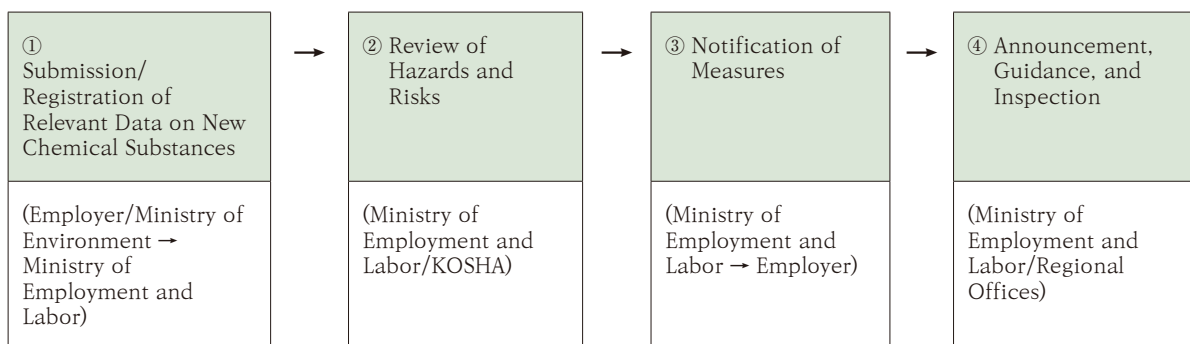 ①
Submission/
Registration of
Relevant Data on New
Chemical Substances
→
② Review of
Hazards and
Risks
→
③ Notification of
Measures
→
④ Announcement,
Guidance, and
Inspection
(Employer/Ministry of
Environment →
Ministry of
Employment and
Labor)
(Ministry of
Employment and
Labor/KOSHA)
(Ministry of
Employment and
Labor → Employer)
(Ministry of
Employment and
Labor/Regional
Offices)